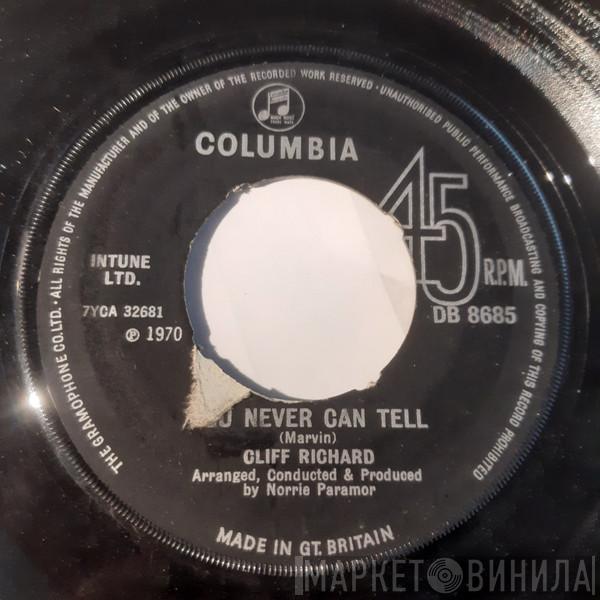 THE GRAMOPHONE CO. LTD. · ALL RIGHTS OF THE MANUFACTURER AND OF THE OWNER OF THE RECORDED WORK RESERVED · UNAUTHORISED PUBLIC PERFORMANCE BROADCASTING AND COPYING OF THIS RECORD PROHIBITED
COLUMBIA
45
R.P.M.
INTUNE
LTD.
7YCA 32681
℗ 1970
DB 8685
NEVER CAN TELL
(Marvin)
CLIFF RICHARD
Arranged, Conducted & Produced
by Norrie Paramor
MADE IN GT. BRITAIN
МАРКЕТ ВИНИЛА